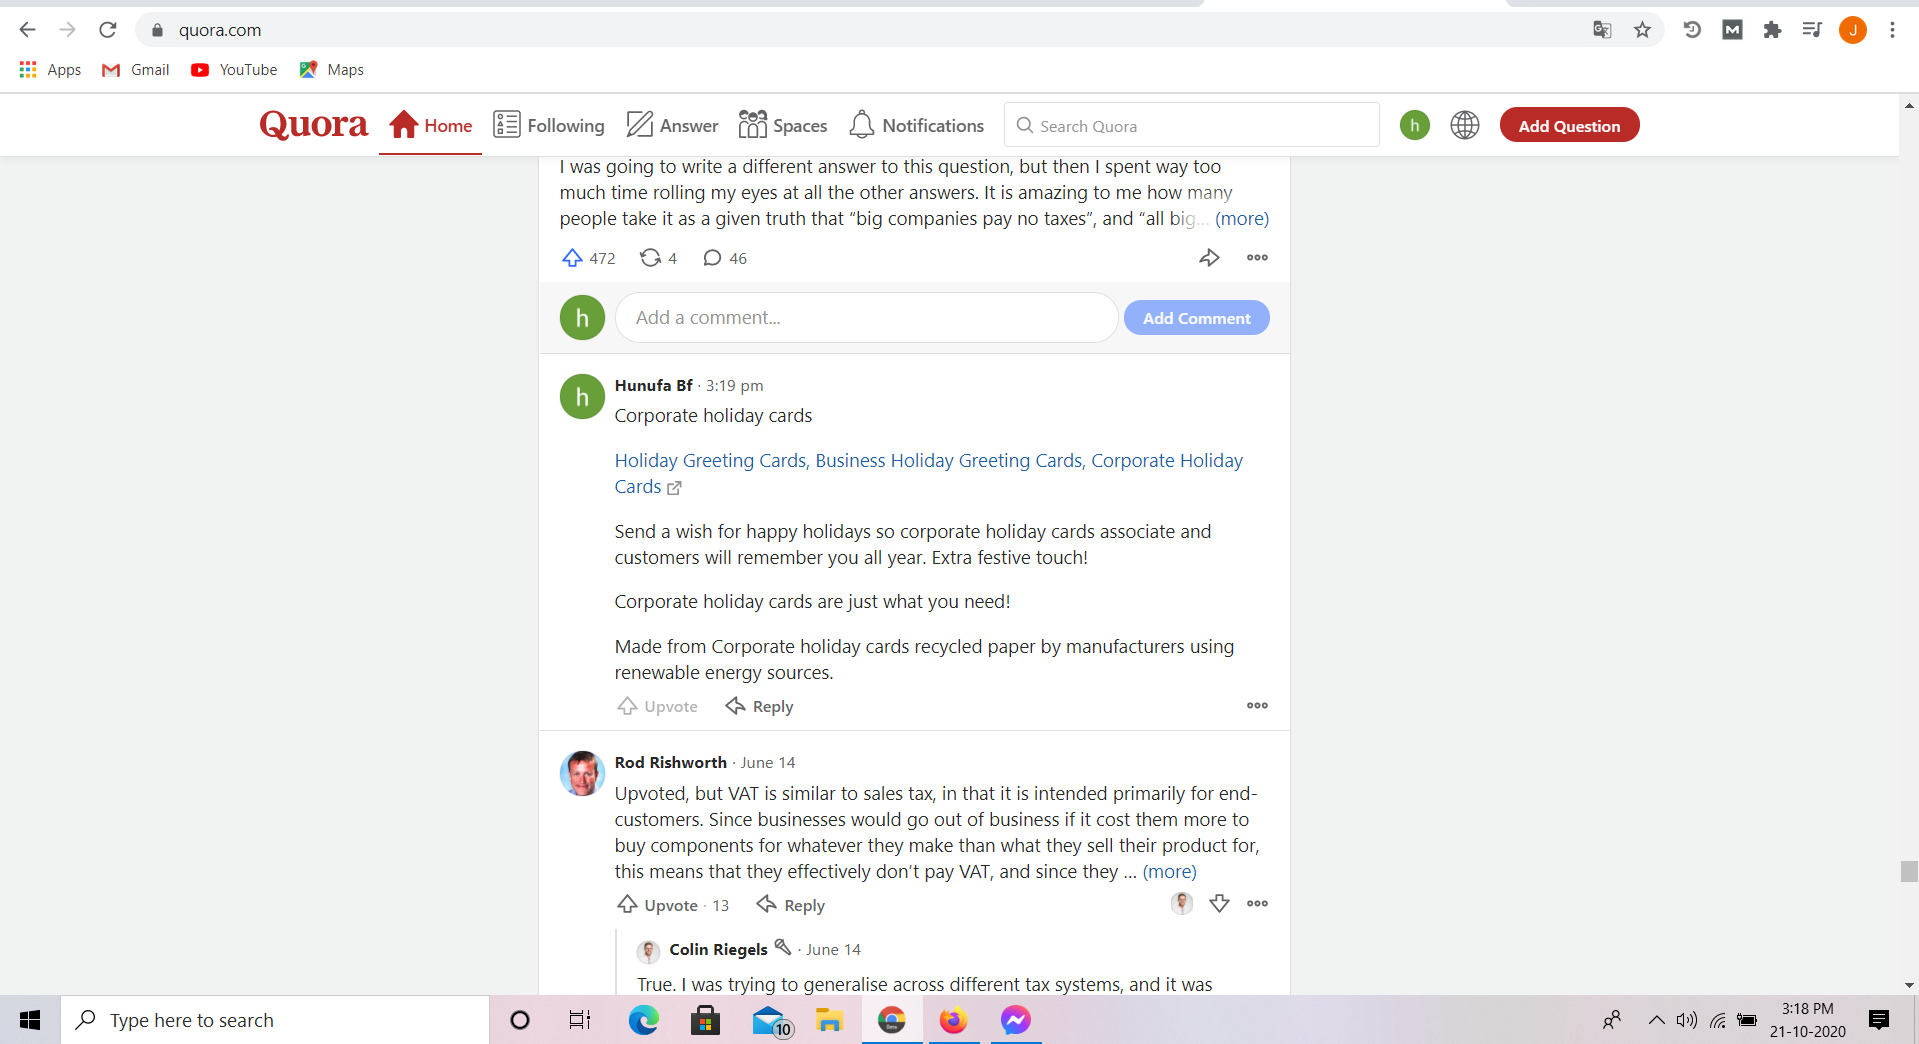 quora.com
J
Apps
Gmail
YouTube
Maps
Quora
Home
Following
Answer
Spaces
Notifications
Search Quora
h
Add Question
I was going to write a different answer to this question, but then I spent way too
much time rolling my eyes at all the other answers. It is amazing to me how many
people take it as a given truth that “big companies pay no taxes”, and “all big... (more)
472
4
46
h
Add a comment...
Add Comment
h
Hunufa Bf · 3:19 pm
Corporate holiday cards
Holiday Greeting Cards, Business Holiday Greeting Cards, Corporate Holiday
Cards
Send a wish for happy holidays so corporate holiday cards associate and
customers will remember you all year. Extra festive touch!
Corporate holiday cards are just what you need!
Made from Corporate holiday cards recycled paper by manufacturers using
renewable energy sources.
Upvote
Reply
Rod Rishworth · June 14
Upvoted, but VAT is similar to sales tax, in that it is intended primarily for end-
customers. Since businesses would go out of business if it cost them more to
buy components for whatever they make than what they sell their product for,
this means that they effectively don’t pay VAT, and since they ... (more)
Upvote · 13
Reply
Colin Riegels · June 14
True. I was trying to generalise across different tax systems, and it was
Type here to search
10
3:18 PM
21-10-2020